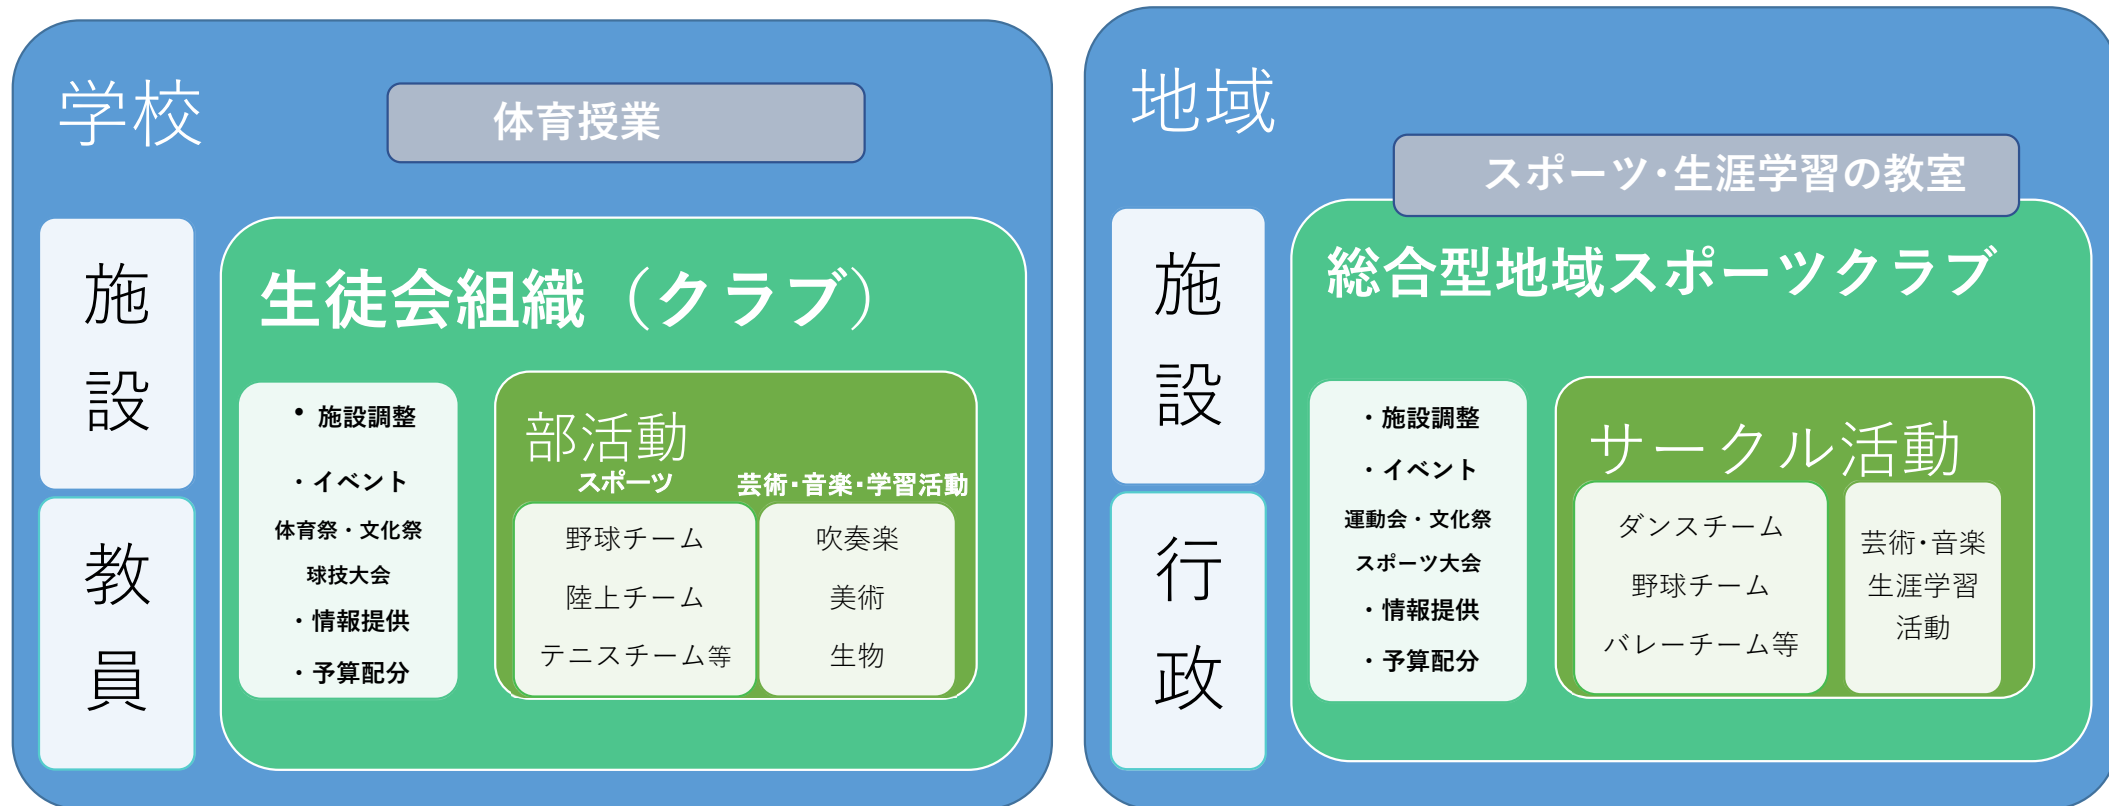 学校
体育授業
施
設
教
員
生徒会組織（クラブ）
・施設調整
・イベント
体育祭・文化祭
球技大会
・情報提供
・予算配分
部活動
スポーツ
野球チーム
陸上チーム
テニスチーム等
芸術・音楽・学習活動
吹奏楽
美術
生物
地域
スポーツ・生涯学習の教室
施
設
行
政
総合型地域スポーツクラブ
・施設調整
・イベント
運動会・文化祭
スポーツ大会
・情報提供
・予算配分
サークル活動
ダンスチーム
野球チーム
バレーチーム等
芸術・音楽
生涯学習
活動